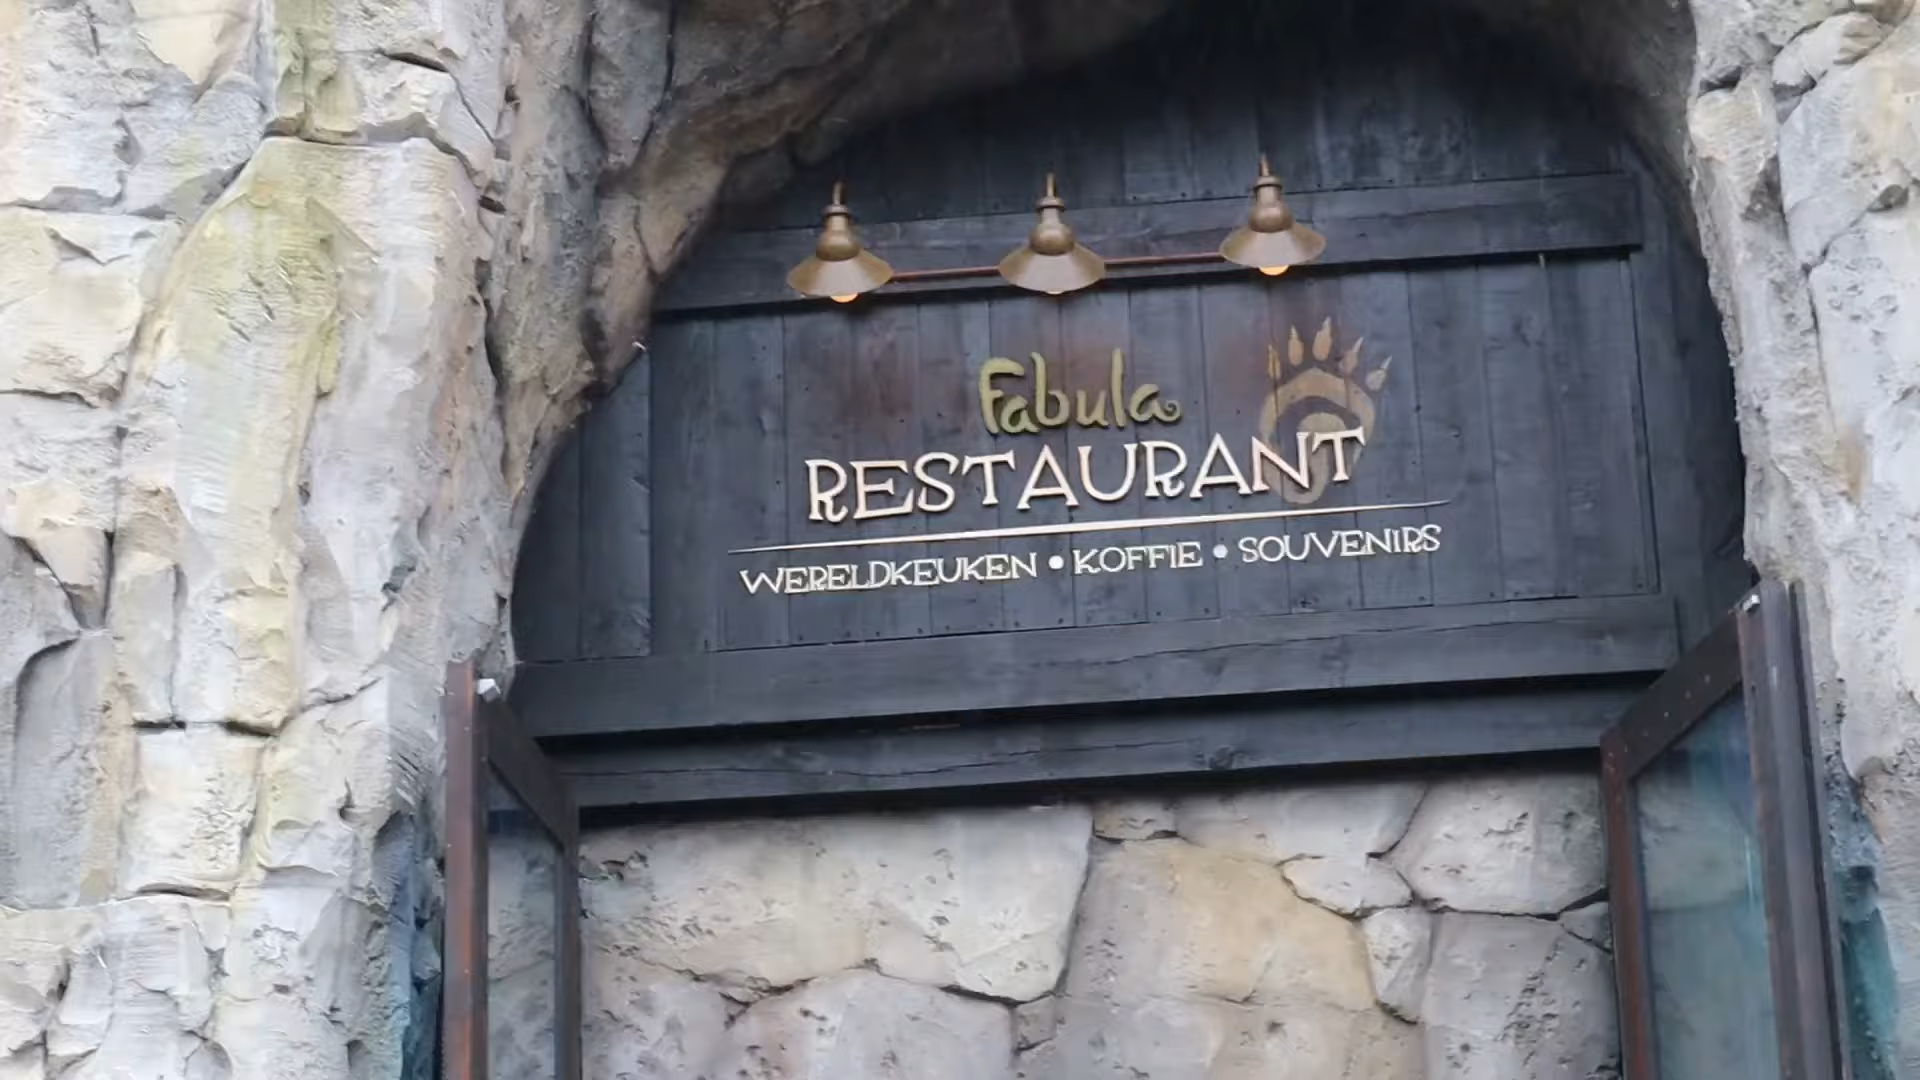 Fabula
RESTAURANT
WERELDKEUKEN • KOFFIE • SOUVENIRS